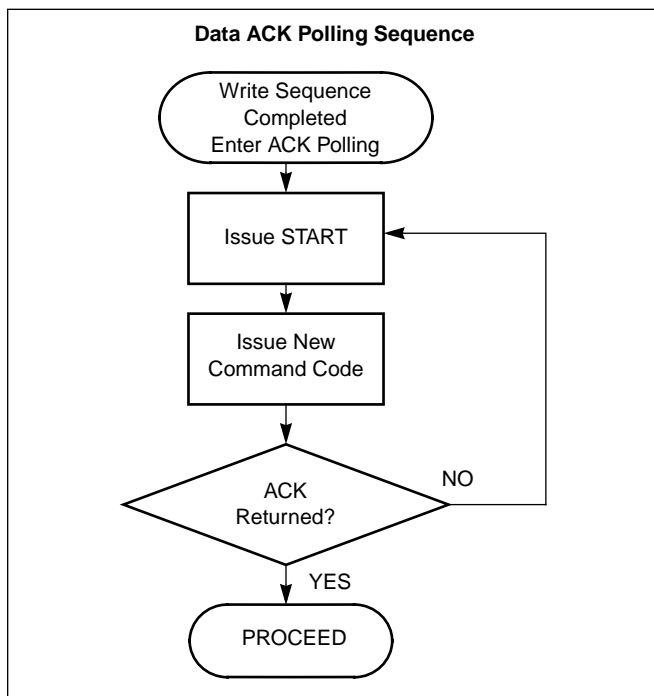 Data ACK Polling Sequence
Write Sequence
Completed
Enter ACK Polling
Issue START
Issue New
Command Code
ACK
Returned?
NO
YES
PROCEED